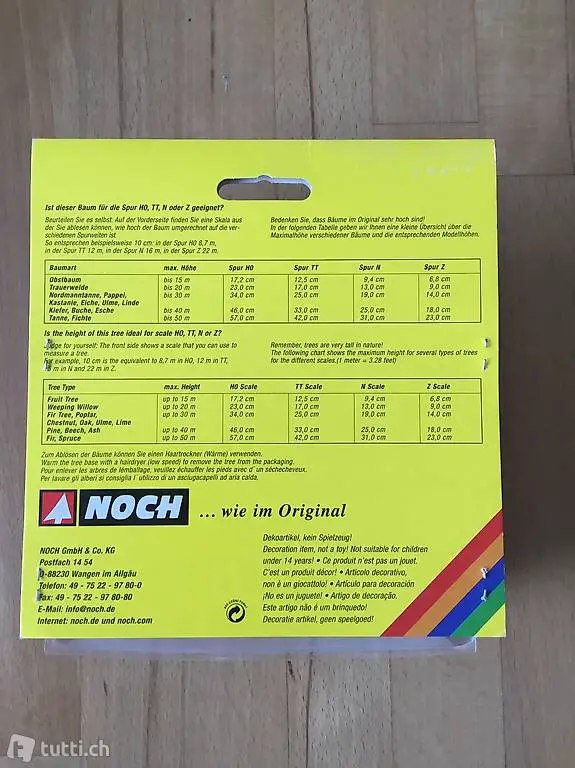 Ist dieser Baum für die Spur H0, TT, N oder Z geeignet?
Beurteilen Sie es selbst: Auf der Vorderseite finden Sie eine Skala aus
der Sie ablesen können, wie hoch der Baum umgerechnet auf die ver-
schiedenen Spurweiten ist.
So entsprechen beispielsweise 10 cm: in der Spur H0 8,7 m,
in der Spur TT 12 m, in der Spur N 16 m, in der Spur Z 22 m.
Bedenken Sie, dass Bäume im Original sehr hoch sind!
In der folgenden Tabelle geben wir Ihnen eine kleine Übersicht über die
Maximalhöhe verschiedener Bäume und die entsprechenden Modellhöhen.
Baumart max. Höhe Spur H0 Spur TT Spur N Spur Z
Obstbaum bis 15 m 17,2 cm 12,5 cm 9,4 cm 6,8 cm
Trauerweide bis 20 m 23,0 cm 17,0 cm 13,0 cm 9,0 cm
Nordmanntanne, Pappel, bis 30 m 34,0 cm 25,0 cm 19,0 cm 14,0 cm
Kastanie, Eiche, Ulme, Linde
Kiefer, Buche, Esche bis 40 m 46,0 cm 33,0 cm 25,0 cm 18,0 cm
Tanne, Fichte bis 50 m 57,0 cm 42,0 cm 31,0 cm 23,0 cm
Is the height of this tree ideal for scale H0, TT, N or Z?
for yourself: The front side shows a scale that you can use to
measure a tree.
For example, 10 cm is the equivalent to 8,7 m in H0, 12 m in TT,
m in N and 22 m in Z.
Remember, trees are very tall in nature!
The following chart shows the maximum height for several types of trees
for the different scales.(1 meter = 3.28 feet)
Tree Type max. Height H0 Scale TT Scale N Scale Z Scale
Fruit Tree up to 15 m 17,2 cm 12,5 cm 9,4 cm 6,8 cm
Weeping Willow up to 20 m 23,0 cm 17,0 cm 13,0 cm 9,0 cm
Fir Tree, Poplar, up to 30 m 34,0 cm 25,0 cm 19,0 cm 14,0 cm
Chestnut, Oak, Ulme, Lime
Pine, Beech, Ash up to 40 m 46,0 cm 33,0 cm 25,0 cm 18,0 cm
Fir, Spruce up to 50 m 57,0 cm 42,0 cm 31,0 cm 23,0 cm
Zum Ablösen der Bäume können Sie einen Haartrockner (Wärme) verwenden.
Warm the tree base with a hairdryer (low speed) to remove the tree from the packaging.
Pour enlever les arbres de lémballage, veuillez échauffer les pieds avec d´un séchecheveux.
Per levare gli alberi si consiglia l´utilizzo di un asciugacapelli ad aria calda.
NOCH ... wie im Original
NOCH GmbH & Co. KG
Postfach 14 54
D-88230 Wangen im Allgäu
Telefon: 49 - 75 22 - 97 80-0
Fax: 49 - 75 22 - 97 80-80
E-Mail: info@noch.de
Internet: noch.de und noch.com
Dekoartikel, kein Spielzeug!
Decoration item, not a toy! Not suitable for children
under 14 years! • Ce produit n'est pas un jouet.
C'est un produit décor! • Articolo decorativo,
non è un giocattolo! • Artículo para decoración
¡No es un juguete! • Artigo de decoração.
Este artigo não é um brinquedo!
Decoratie artikel, geen speelgoed!
tutti.ch